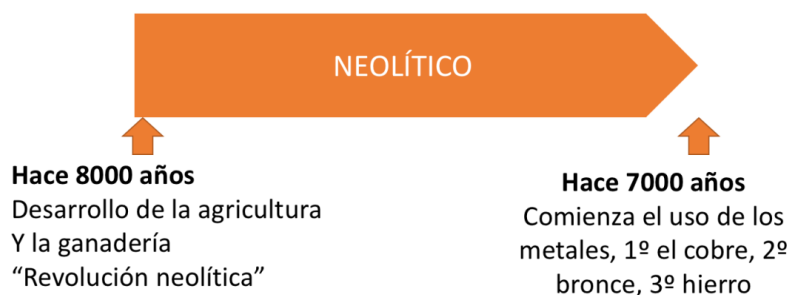 NEOLÍTICO
Hace 8000 años
Desarrollo de la agricultura
Y la ganadería
“Revolución neolítica”
Hace 7000 años
Comienza el uso de los
metales, 1º el cobre, 2º
bronce, 3º hierro